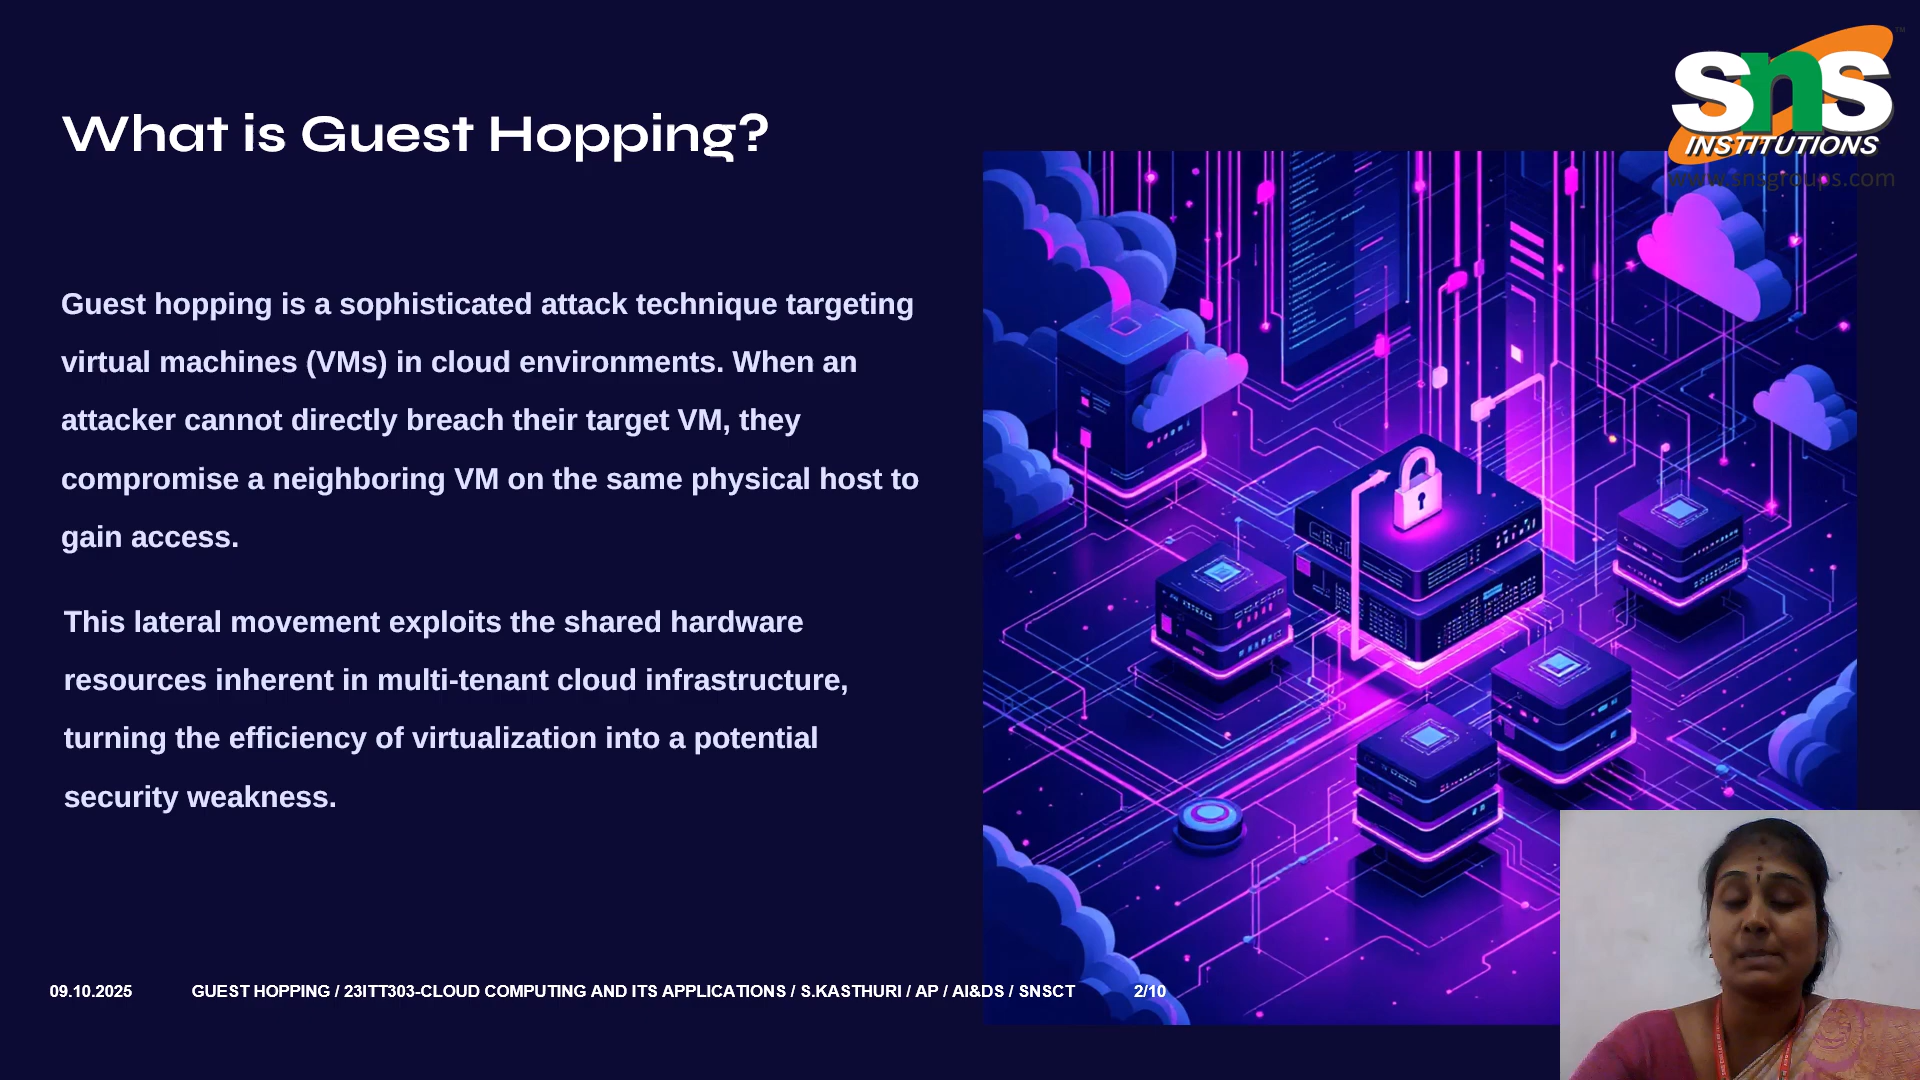 sns
INSTITUTIONS
www.snsgroups.com
What is Guest Hopping?
Guest hopping is a sophisticated attack technique targeting
virtual machines (VMs) in cloud environments. When an
attacker cannot directly breach their target VM, they
compromise a neighboring VM on the same physical host to
gain access.
This lateral movement exploits the shared hardware
resources inherent in multi-tenant cloud infrastructure,
turning the efficiency of virtualization into a potential
security weakness.
09.10.2025 GUEST HOPPING / 23ITT303-CLOUD COMPUTING AND ITS APPLICATIONS / S.KASTHURI / AP / AI&DS / SNSCT 2/10